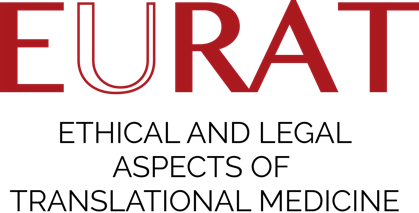 EURAT
ETHICAL AND LEGAL
ASPECTS OF
TRANSLATIONAL MEDICINE